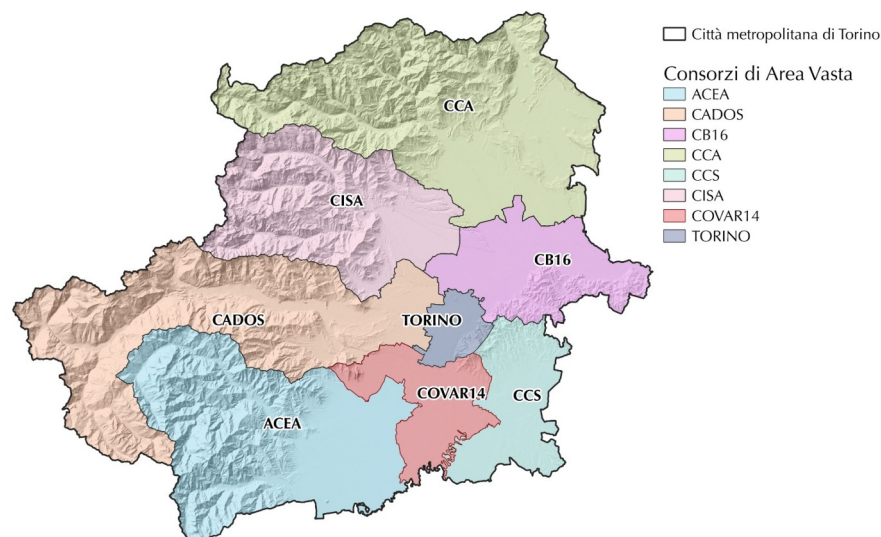 Città metropolitana di Torino
Consorzi di Area Vasta
ACEA
CADOS
CB16
CCA
CCS
CISA
COVAR14
TORINO
CCA
CISA
CB16
CADOS
TORINO
COVAR14
CCS
ACEA